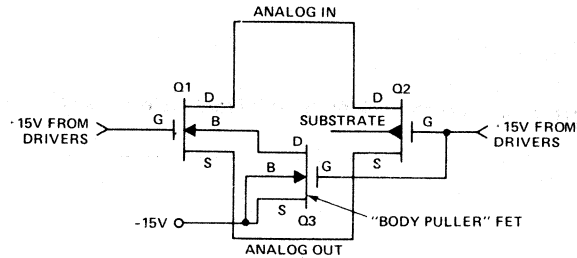 ANALOG IN
Q1
Q2
D
D
· 15V FROM
DRIVERS
G
B
SUBSTRATE
G
· 15V FROM
DRIVERS
S
D
S
B
G
-15V
S
Q3
"BODY PULLER" FET
ANALOG OUT